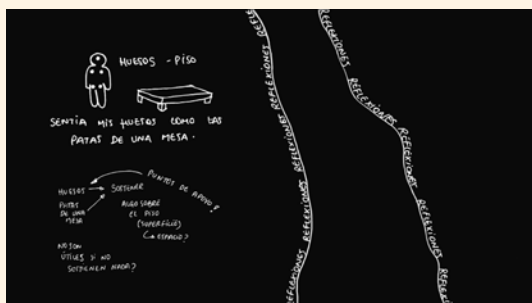 HUESOS - PISO
SENTÍA MIS HUESOS COMO LAS
PATAS DE UNA MESA.
PUNTOS DE APOYO?
HUESOS
SOSTENER
PATAS
DE UNA
MESA
ALGO SOBRE
EL PISO
(SUPERFICIE)
ESPACIO?
NO SON
ÚTILES SI NO
SOSTIENEN NADA?
REFLEXIONES REFLEXIONES REFLEXIONES REFLEXIONES REFLEXIONES
REFLEXIONES REFLEXIONES REFLEXIONES REFLEXIONES REFLEXIONES